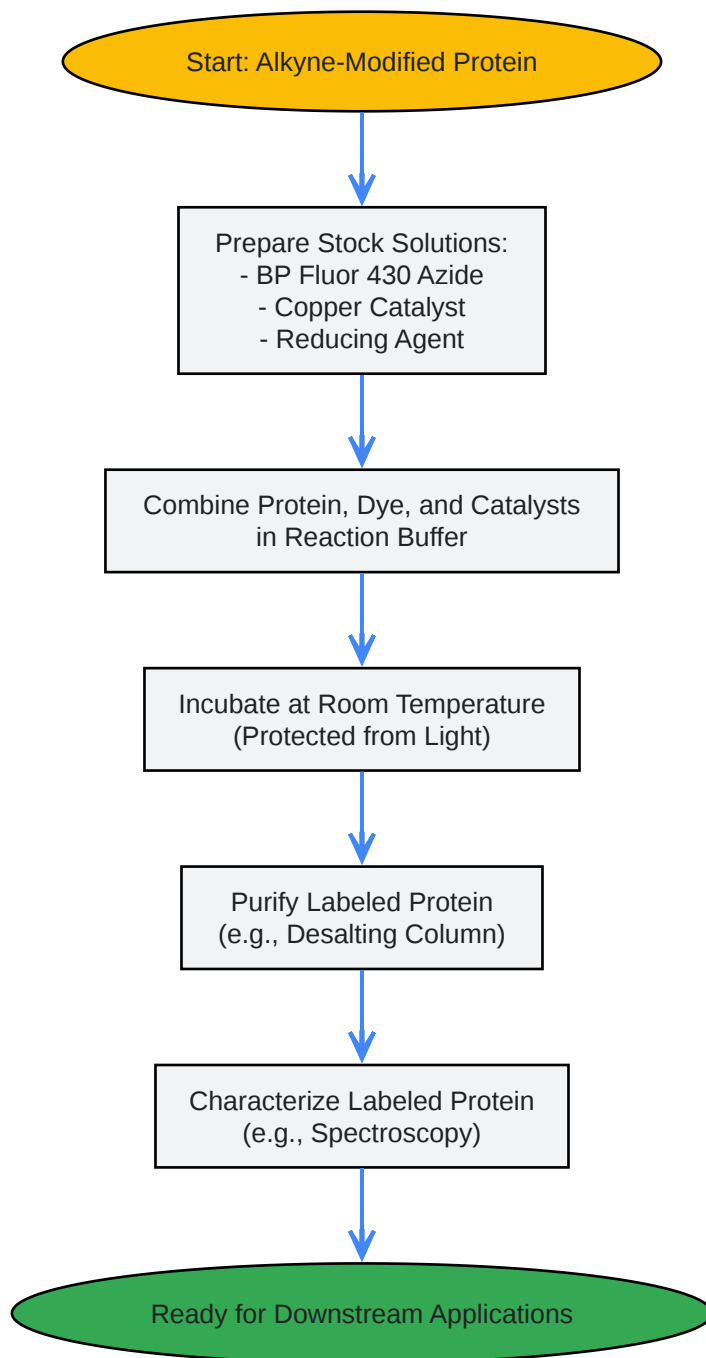 Start: Alkyne-Modified Protein
Prepare Stock Solutions:
- BP Fluor 430 Azide
- Copper Catalyst
- Reducing Agent
Combine Protein, Dye, and Catalysts
in Reaction Buffer
Incubate at Room Temperature
(Protected from Light)
Purify Labeled Protein
(e.g., Desalting Column)
Characterize Labeled Protein
(e.g., Spectroscopy)
Ready for Downstream Applications